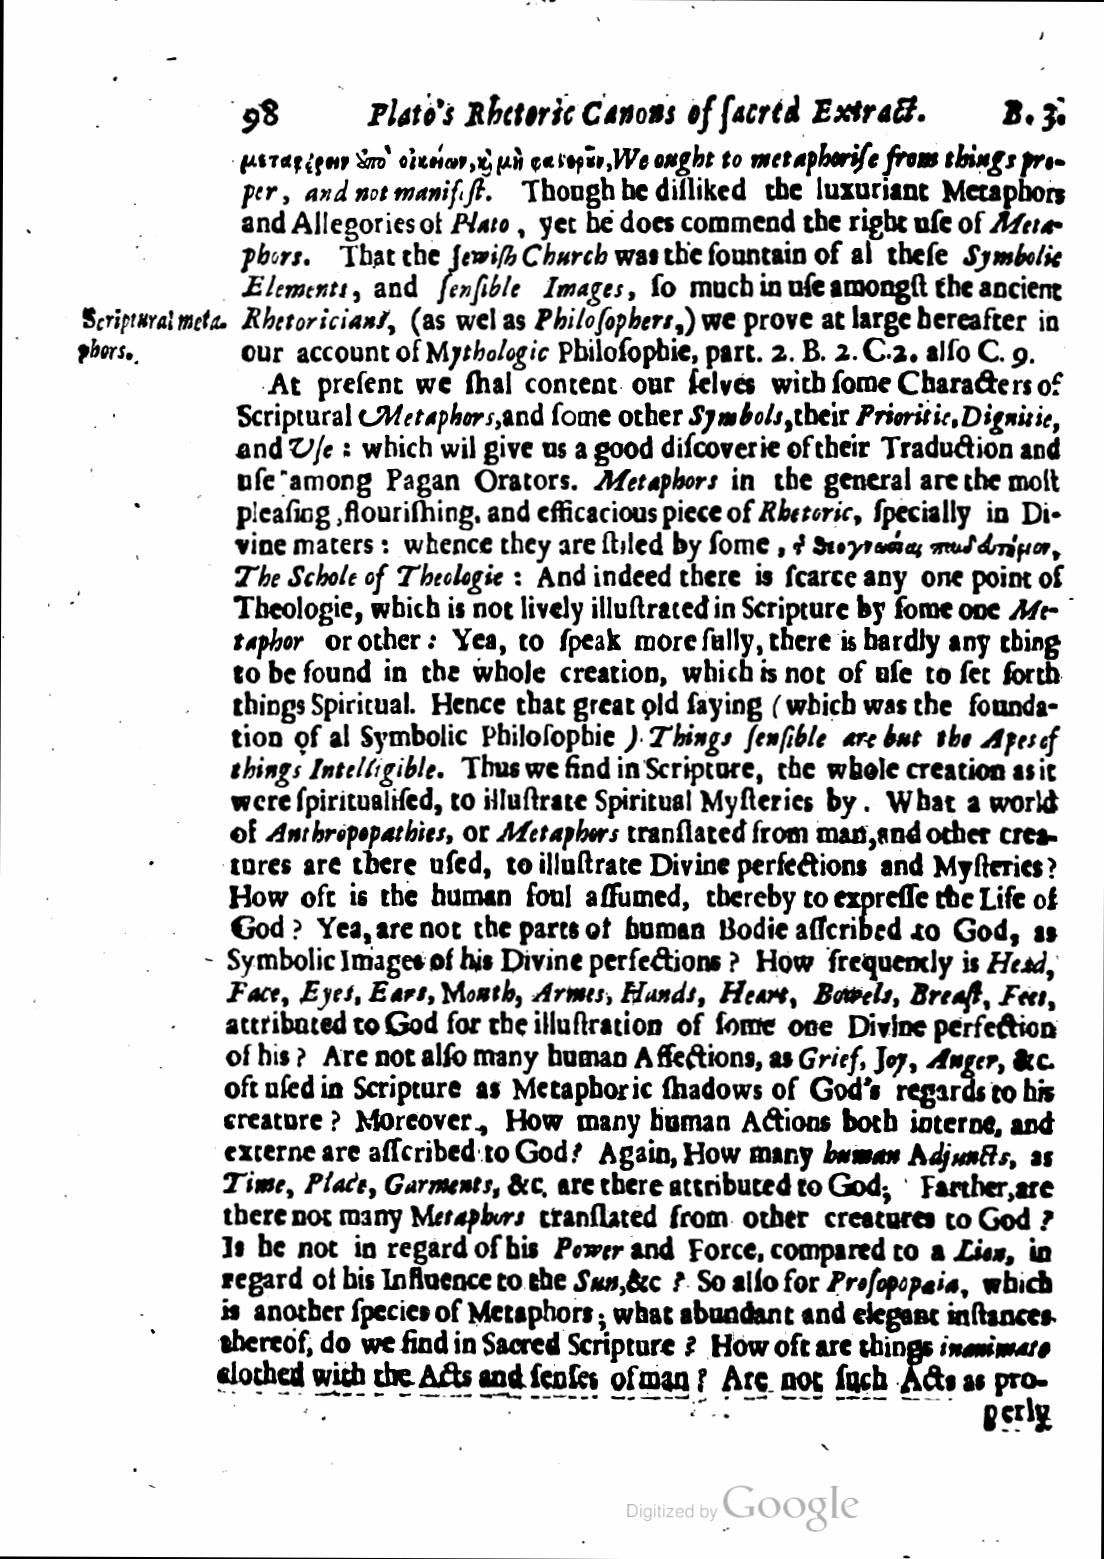 98 Plato's Rhetoric Canons of ſacred Extract. B. 3.
μεταφέρειν ἀπὸ οἰκείων, κ̀ μὴ φανερῶν, We ought to metaphoriſe from things pro-
per, and not manifeſt. Though he diſliked the luxuriant Metaphors
and Allegories of Plato, yet he does commend the right uſe of Meta-
phors. That the Jewiſh Church was the fountain of al theſe Symbolic
Elements, and ſenſible Images, ſo much in uſe amongſt the ancient
Scriptural meta- Rhetoricians, (as wel as Philoſophers,) we prove at large hereafter in
phors. our account of Mythologic Philoſophie, part. 2. B. 2. C.2. alſo C. 9.
At preſent we ſhal content our ſelves with ſome Characters of
Scriptural Metaphors, and ſome other Symbols, their Prioritie, Dignitie,
and Uſe : which wil give us a good diſcoverie of their Traduction and
uſe among Pagan Orators. Metaphors in the general are the moſt
pleaſing, flouriſhing, and efficacious piece of Rhetoric, ſpecially in Di-
vine maters : whence they are ſtiled by ſome,
The Schole of Theologie : And indeed there is ſcarce any one point of
Theologie, which is not lively illuſtrated in Scripture by ſome one Me-
taphor or other : Yea, to ſpeak more fully, there is hardly any thing
to be found in the whole creation, which is not of uſe to ſet forth
things Spiritual. Hence that great old ſaying (which was the founda-
tion of al Symbolic Philoſophie ) Things ſenſible are but the Apes of
things Intelligible. Thus we find in Scripture, the whole creation as it
were ſpiritualiſed, to illuſtrate Spiritual Myſteries by. What a world
of Anthropopathies, or Metaphors tranſlated from man, and other crea-
tures are there uſed, to illuſtrate Divine perfections and Myſteries?
How oft is the human ſoul aſſumed, thereby to expreſſe the Life of
God ? Yea, are not the parts of human Bodie aſſcribed to God, as
Symbolic Images of his Divine perfections ? How frequently is Head,
Face, Eyes, Ears, Mouth, Armes, Hands, Heart, Bowels, Breaſt, Feet,
attributed to God for the illuſtration of ſome one Divine perfection
of his ? Are not alſo many human Affections, as Grief, Joy, Anger, &c.
oft uſed in Scripture as Metaphoric ſhadows of God's regards to his
creature ? Moreover, How many human Actions both interne, and
externe are aſſcribed to God? Again, How many human Adjuncts, as
Time, Place, Garments, &c. are there attributed to God; Farther, are
there not many Metaphors tranſlated from other creatures to God ?
Is he not in regard of his Power and Force, compared to a Lion, in
regard of his Influence to the Sun, &c ? So alſo for Proſopopæia, which
is another ſpecies of Metaphors ; what abundant and elegant inſtances
thereof, do we find in Sacred Scripture ? How oft are things inanimate
clothed with the Acts and ſenſes of man ? Are not ſuch Acts as pro-
perly
Digitized by Google